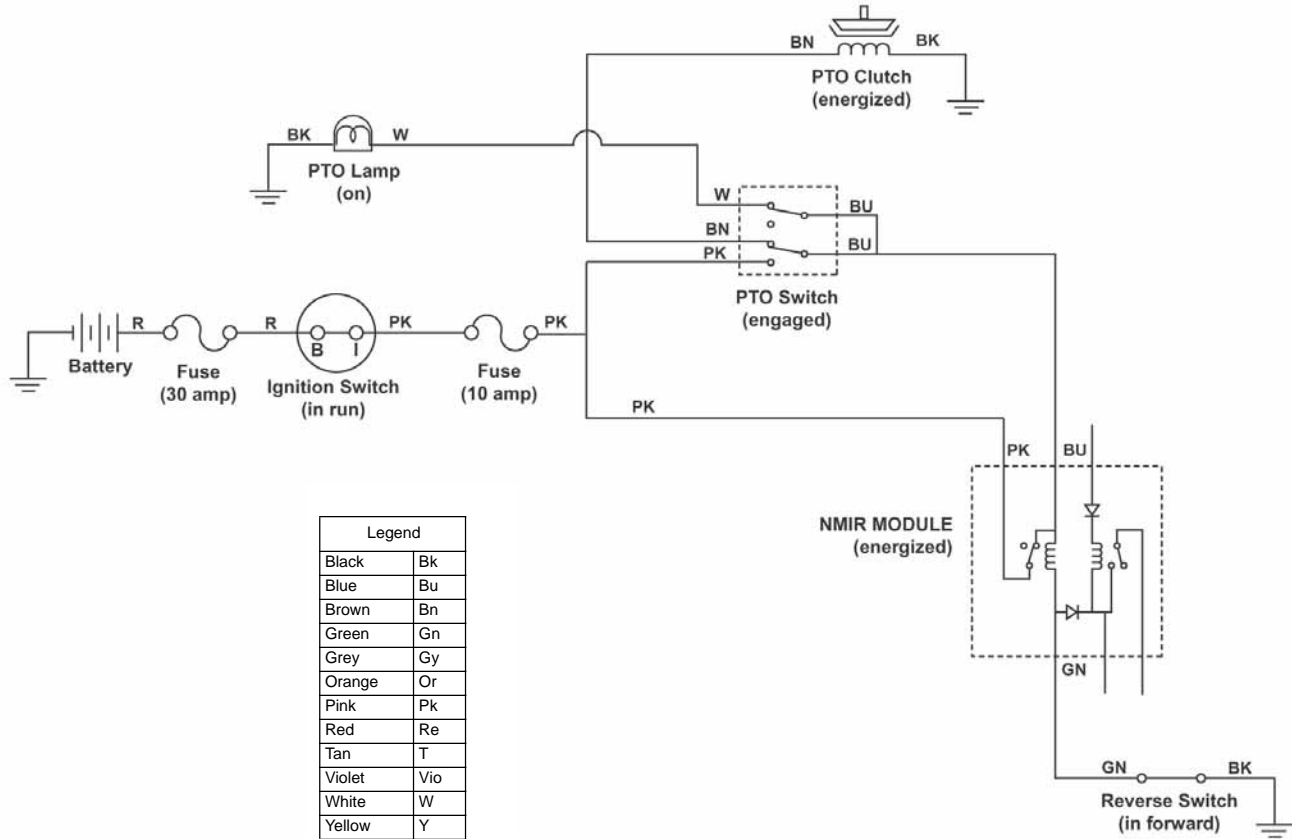 BN
BK
PTO Clutch
(energized)
BK
W
PTO Lamp
(on)
W
BU
BN
BU
PK
PTO Switch
(engaged)
R
R
B
I
PK
PK
Battery
Fuse
(30 amp)
Ignition Switch
(in run)
Fuse
(10 amp)
PK
PK
BU
NMIR MODULE
(energized)
GN
GN
BK
Reverse Switch
(in forward)
Legend
Black Bk
Blue Bu
Brown Bn
Green Gn
Grey Gy
Orange Or
Pink Pk
Red Re
Tan T
Violet Vio
White W
Yellow Y